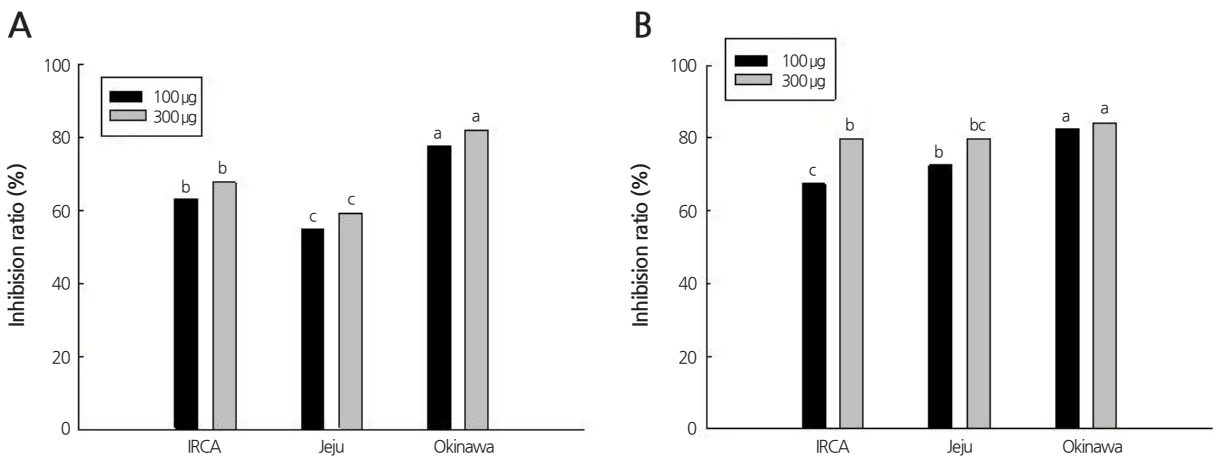 A
100
80
60
40
20
0
Inhibision ratio (%)
100 µg
300 µg
b
b
c
c
a
a
IRCA
Jeju
Okinawa
B
100
80
60
40
20
0
Inhibision ratio (%)
100 µg
300 µg
c
b
b
bc
a
a
IRCA
Jeju
Okinawa